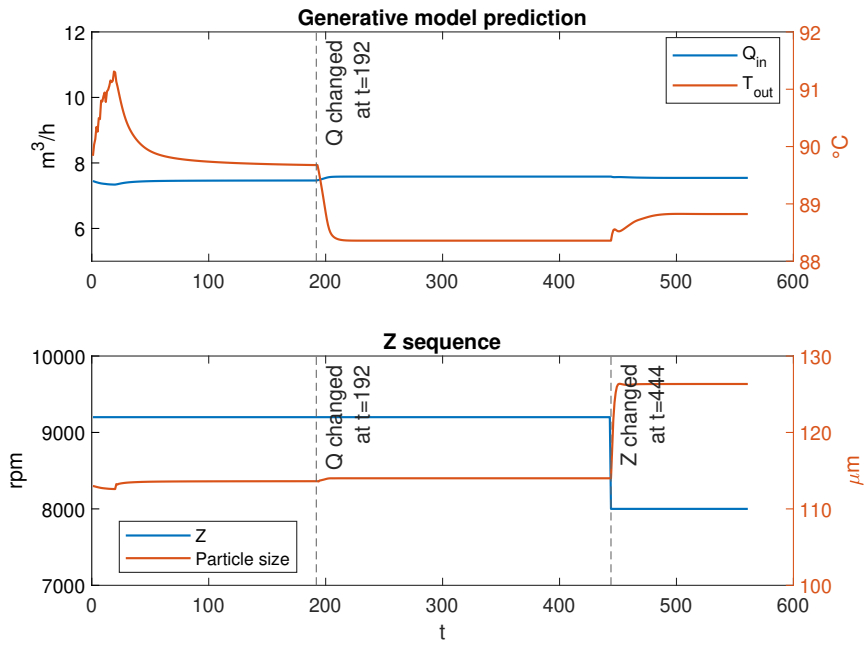 Generative model prediction
12
10
8
6
m³/h
0
100
200
300
400
500
600
92
91
90
89
88
°C
Q changed
at t=192
Q_in
T_out
Z sequence
10000
9000
8000
7000
rpm
0
100
200
300
400
500
600
t
130
120
110
100
μm
Q changed
at t=192
Z changed
at t=444
Z
Particle size